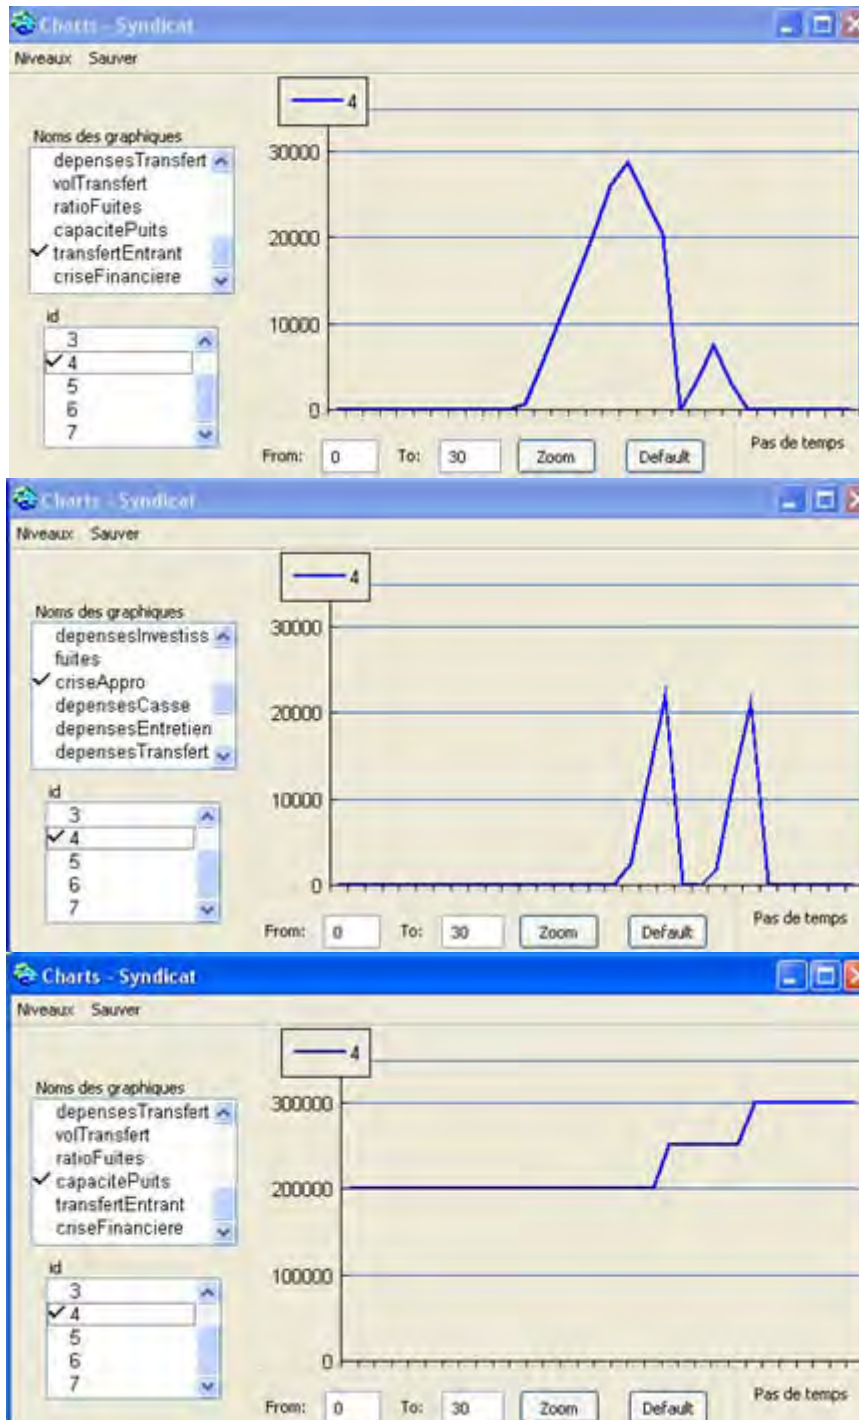 Charts - Syndicat
Niveaux Sauver
4
Noms des graphiques
depensesTransfert
volTransfert
ratioFuites
capacitePuits
transfertEntrant
criseFinanciere
id
3
4
5
6
7
30000
20000
10000
0
From: 0 To: 30 Zoom Default Pas de temps
Charts - Syndicat
Niveaux Sauver
4
Noms des graphiques
depensesInvestiss
fuites
criseAppro
depensesCasse
depensesEntretien
depensesTransfert
id
3
4
5
6
7
30000
20000
10000
0
From: 0 To: 30 Zoom Default Pas de temps
Charts - Syndicat
Niveaux Sauver
4
Noms des graphiques
depensesTransfert
volTransfert
ratioFuites
capacitePuits
transfertEntrant
criseFinanciere
id
3
4
5
6
7
300000
200000
100000
0
From: 0 To: 30 Zoom Default Pas de temps